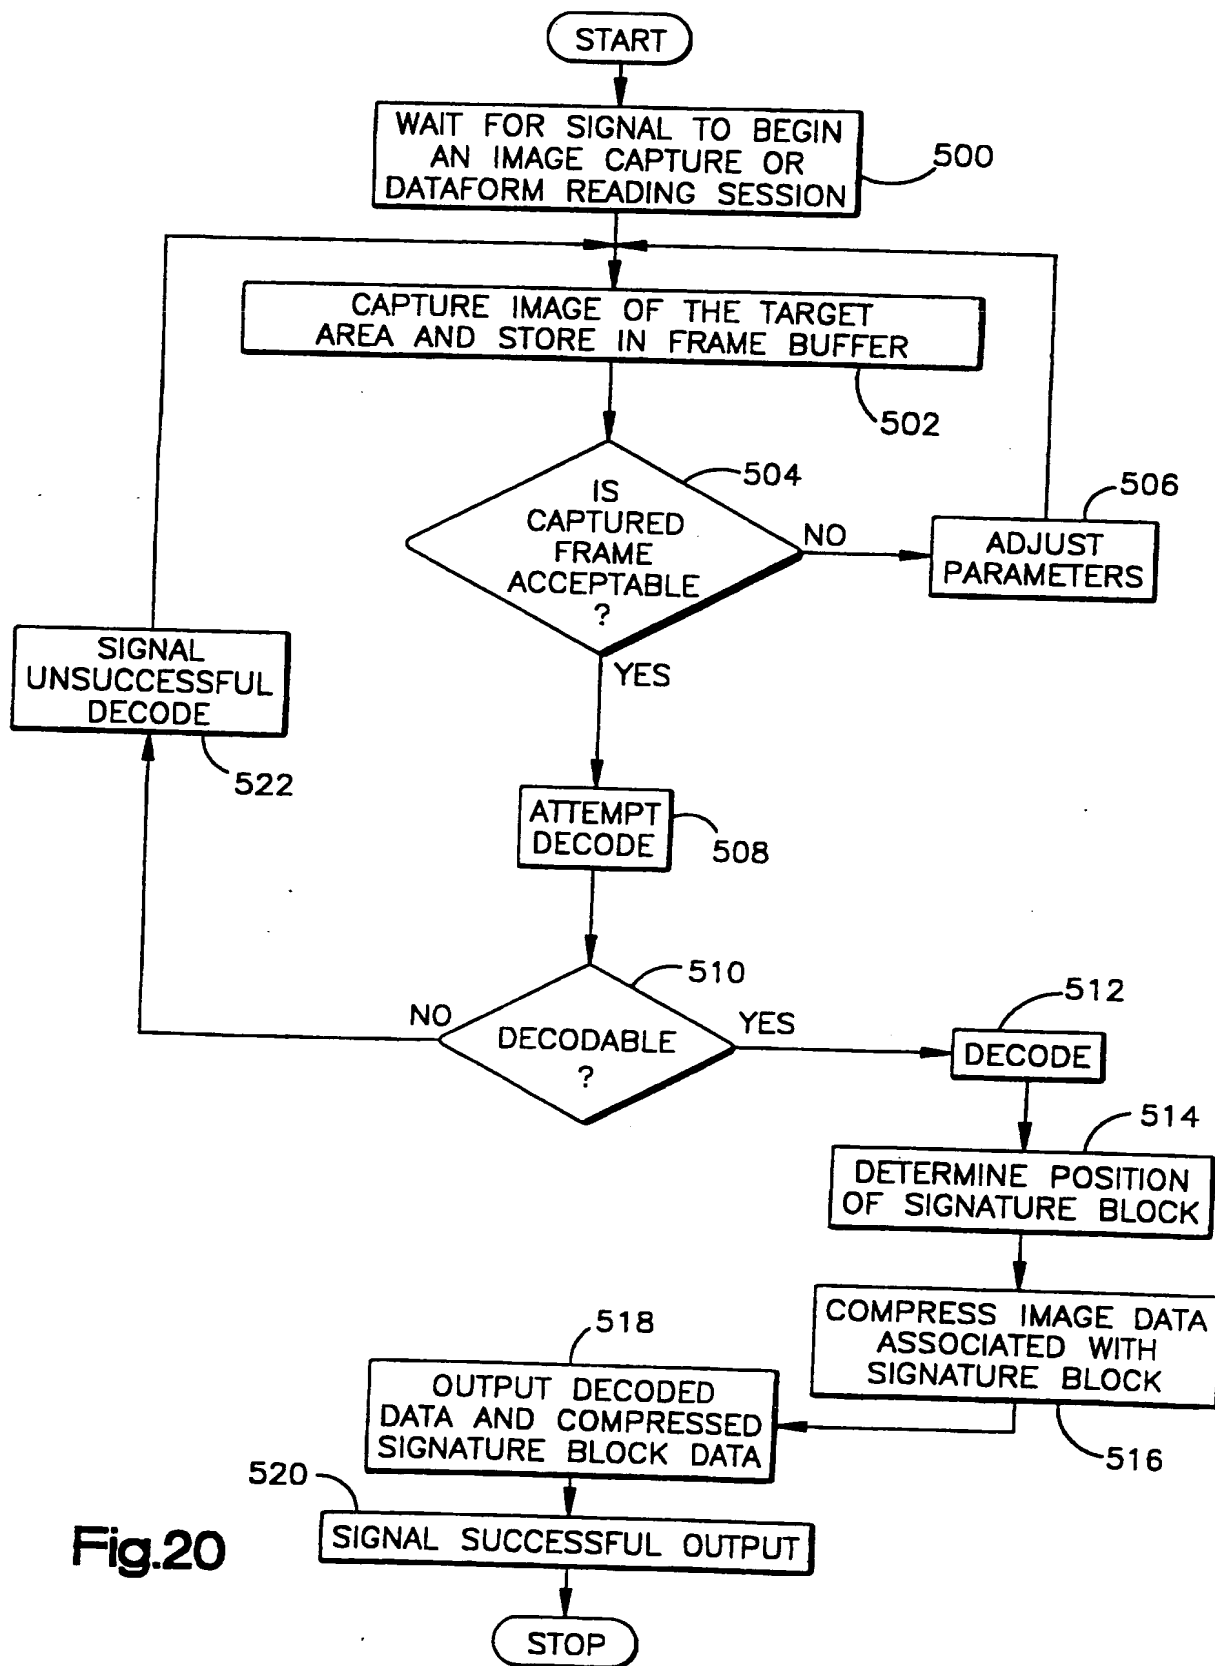 START
WAIT FOR SIGNAL TO BEGIN
AN IMAGE CAPTURE OR
DATAFORM READING SESSION
500
CAPTURE IMAGE OF THE TARGET
AREA AND STORE IN FRAME BUFFER
502
504
IS
CAPTURED
FRAME
ACCEPTABLE
?
NO
506
ADJUST
PARAMETERS
YES
SIGNAL
UNSUCCESSFUL
DECODE
522
ATTEMPT
DECODE
508
510
NO
DECODABLE
?
YES
512
DECODE
514
DETERMINE POSITION
OF SIGNATURE BLOCK
COMPRESS IMAGE DATA
ASSOCIATED WITH
SIGNATURE BLOCK
516
518
OUTPUT DECODED
DATA AND COMPRESSED
SIGNATURE BLOCK DATA
520
SIGNAL SUCCESSFUL OUTPUT
Fig.20
STOP